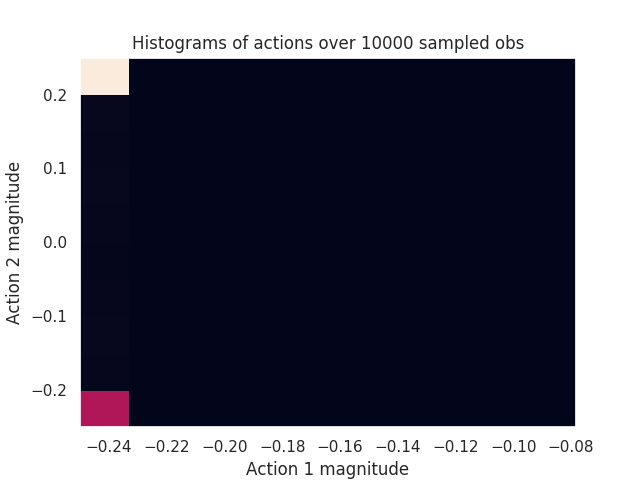 Histograms of actions over 10000 sampled obs
Action 2 magnitude
0.2
0.1
0.0
−0.1
−0.2
−0.24 −0.22 −0.20 −0.18 −0.16 −0.14 −0.12 −0.10 −0.08
Action 1 magnitude